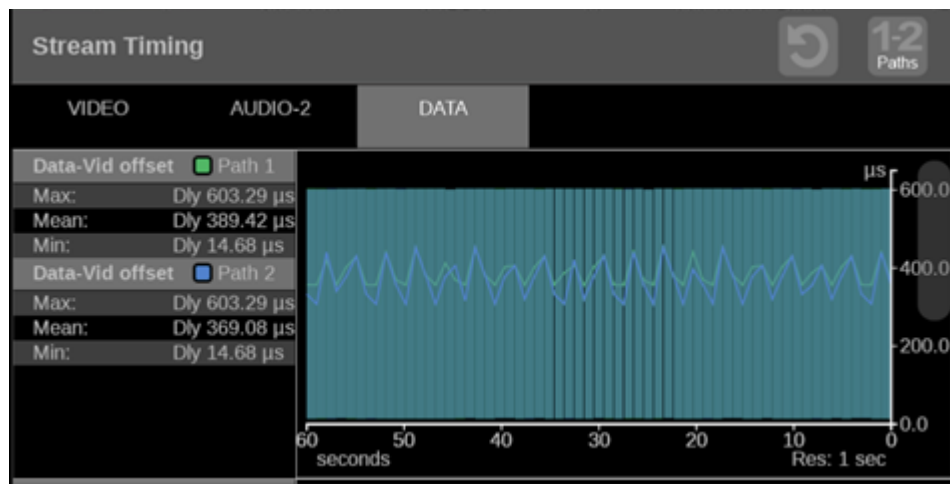 Stream Timing
1-2
Paths
VIDEO AUDIO-2 DATA
Data-Vid offset Path 1
Max: Dly 603.29 µs
Mean: Dly 389.42 µs
Min: Dly 14.68 µs
Data-Vid offset Path 2
Max: Dly 603.29 µs
Mean: Dly 369.08 µs
Min: Dly 14.68 µs
µs
600.0
400.0
200.0
0.0
60 50 40 30 20 10 0
seconds Res: 1 sec